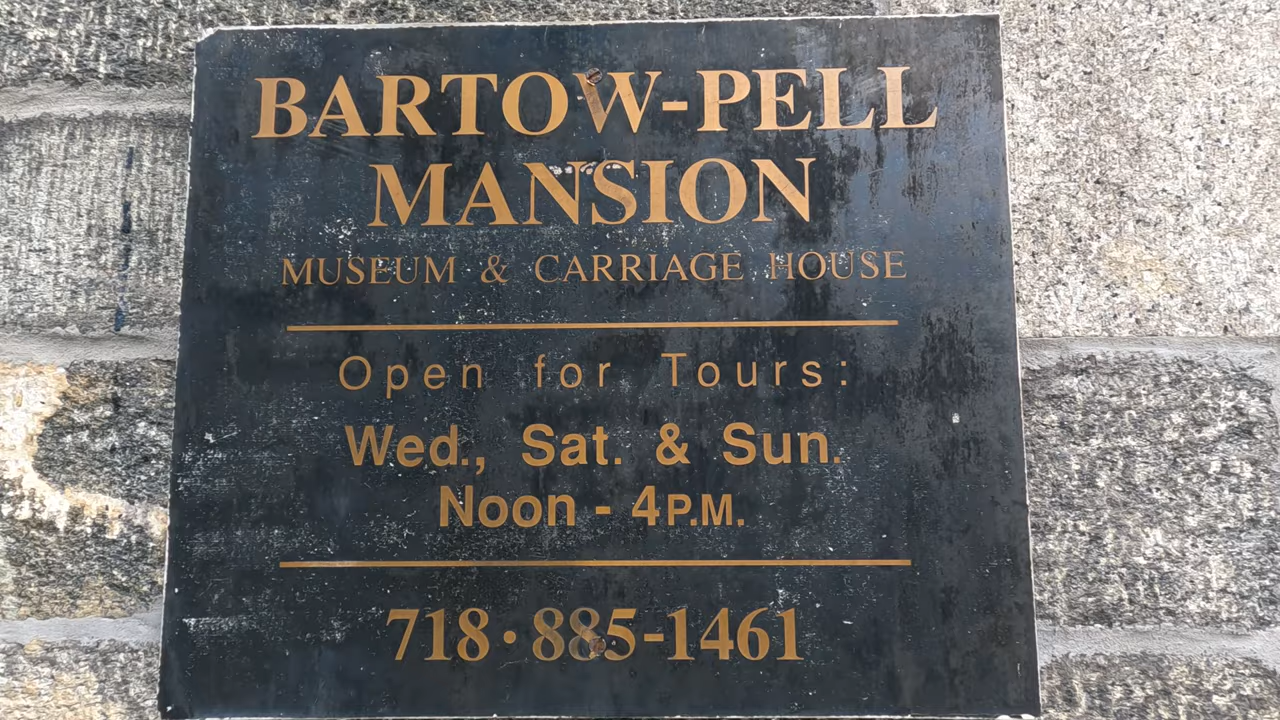 BARTOW-PELL
MANSION
MUSEUM & CARRIAGE HOUSE
Open for Tours:
Wed., Sat. & Sun.
Noon - 4P.M.
718·885-1461